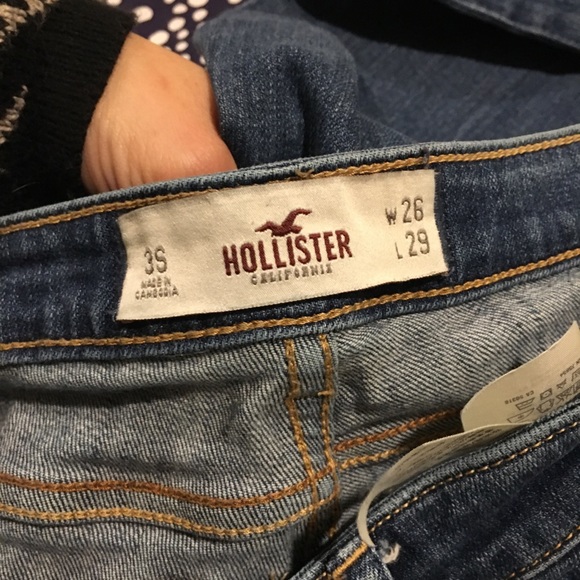 3S
MADE IN
CAMBODIA
HOLLISTER
CALIFORNIA
W 26
L 29